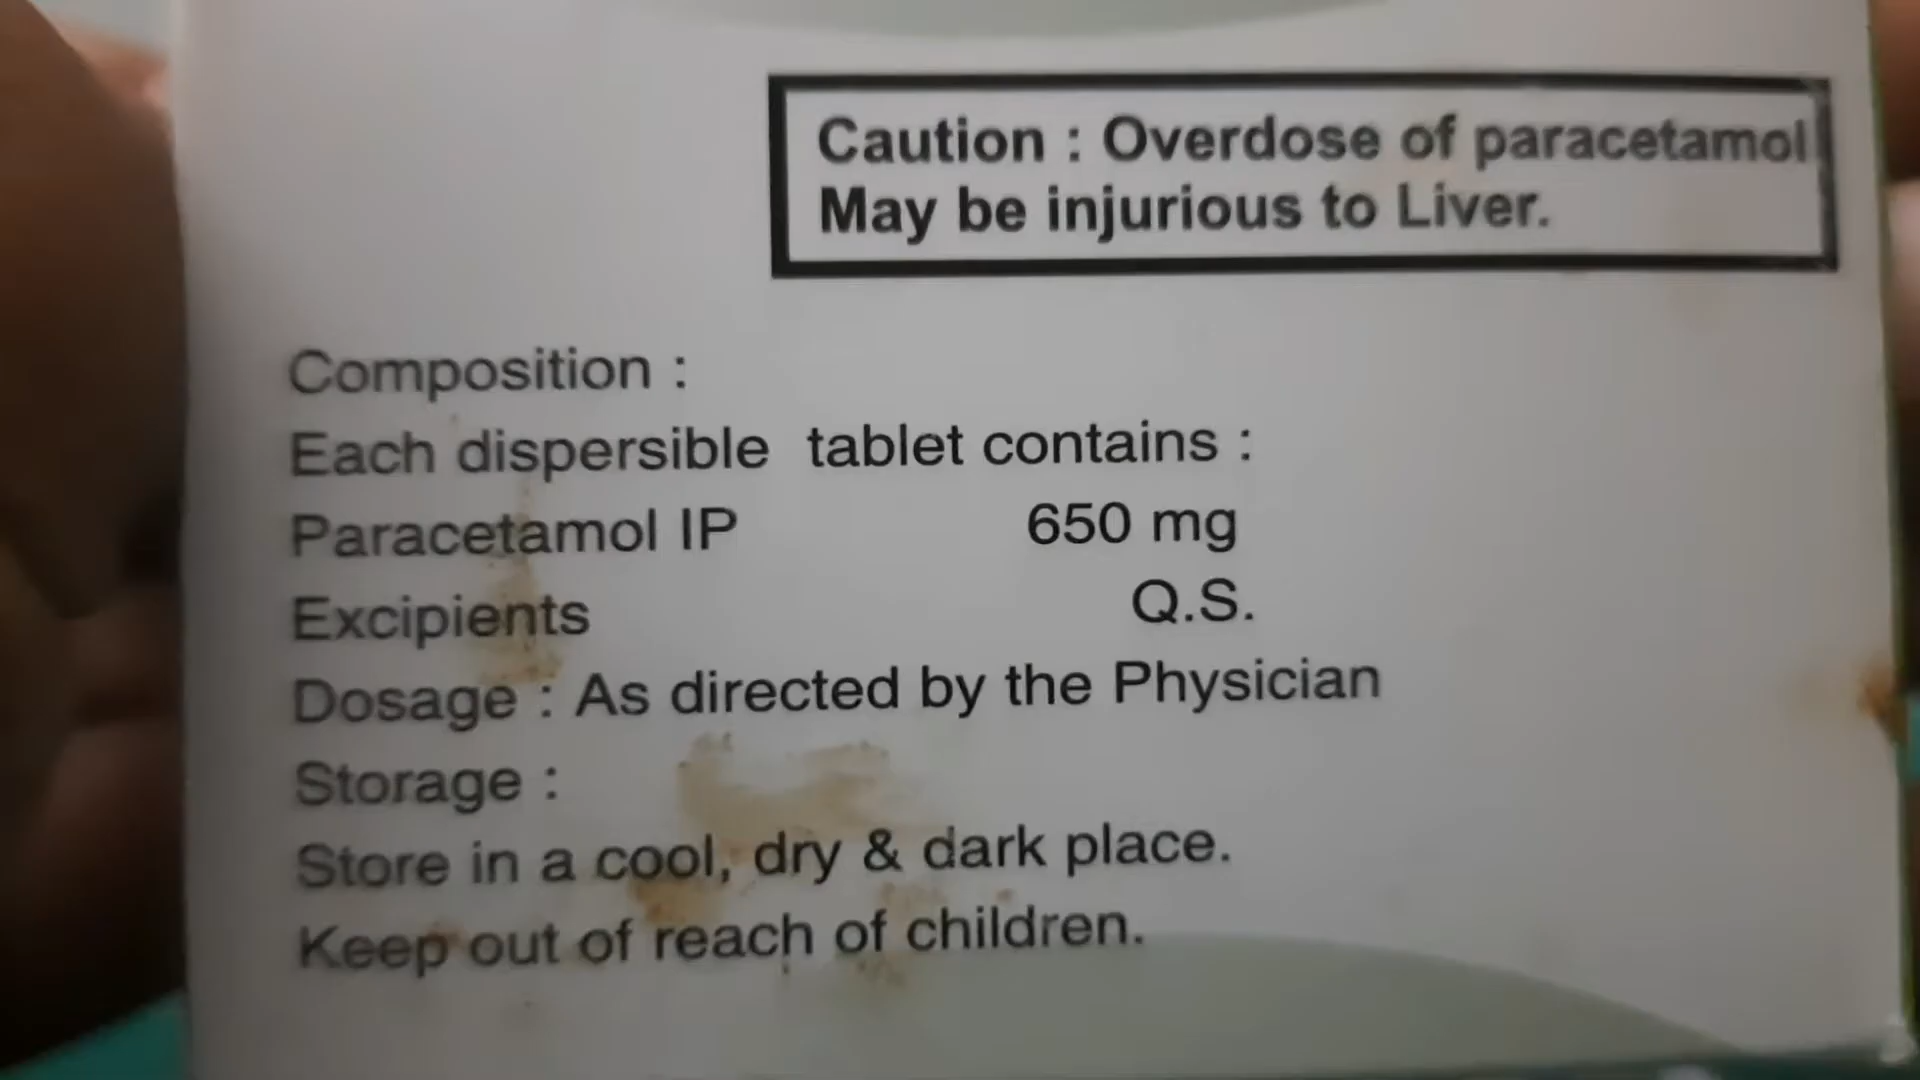 Caution : Overdose of paracetamol
May be injurious to Liver.
Composition :
Each dispersible tablet contains :
Paracetamol IP 650 mg
Excipients Q.S.
Dosage : As directed by the Physician
Storage :
Store in a cool, dry & dark place.
Keep out of reach of children.